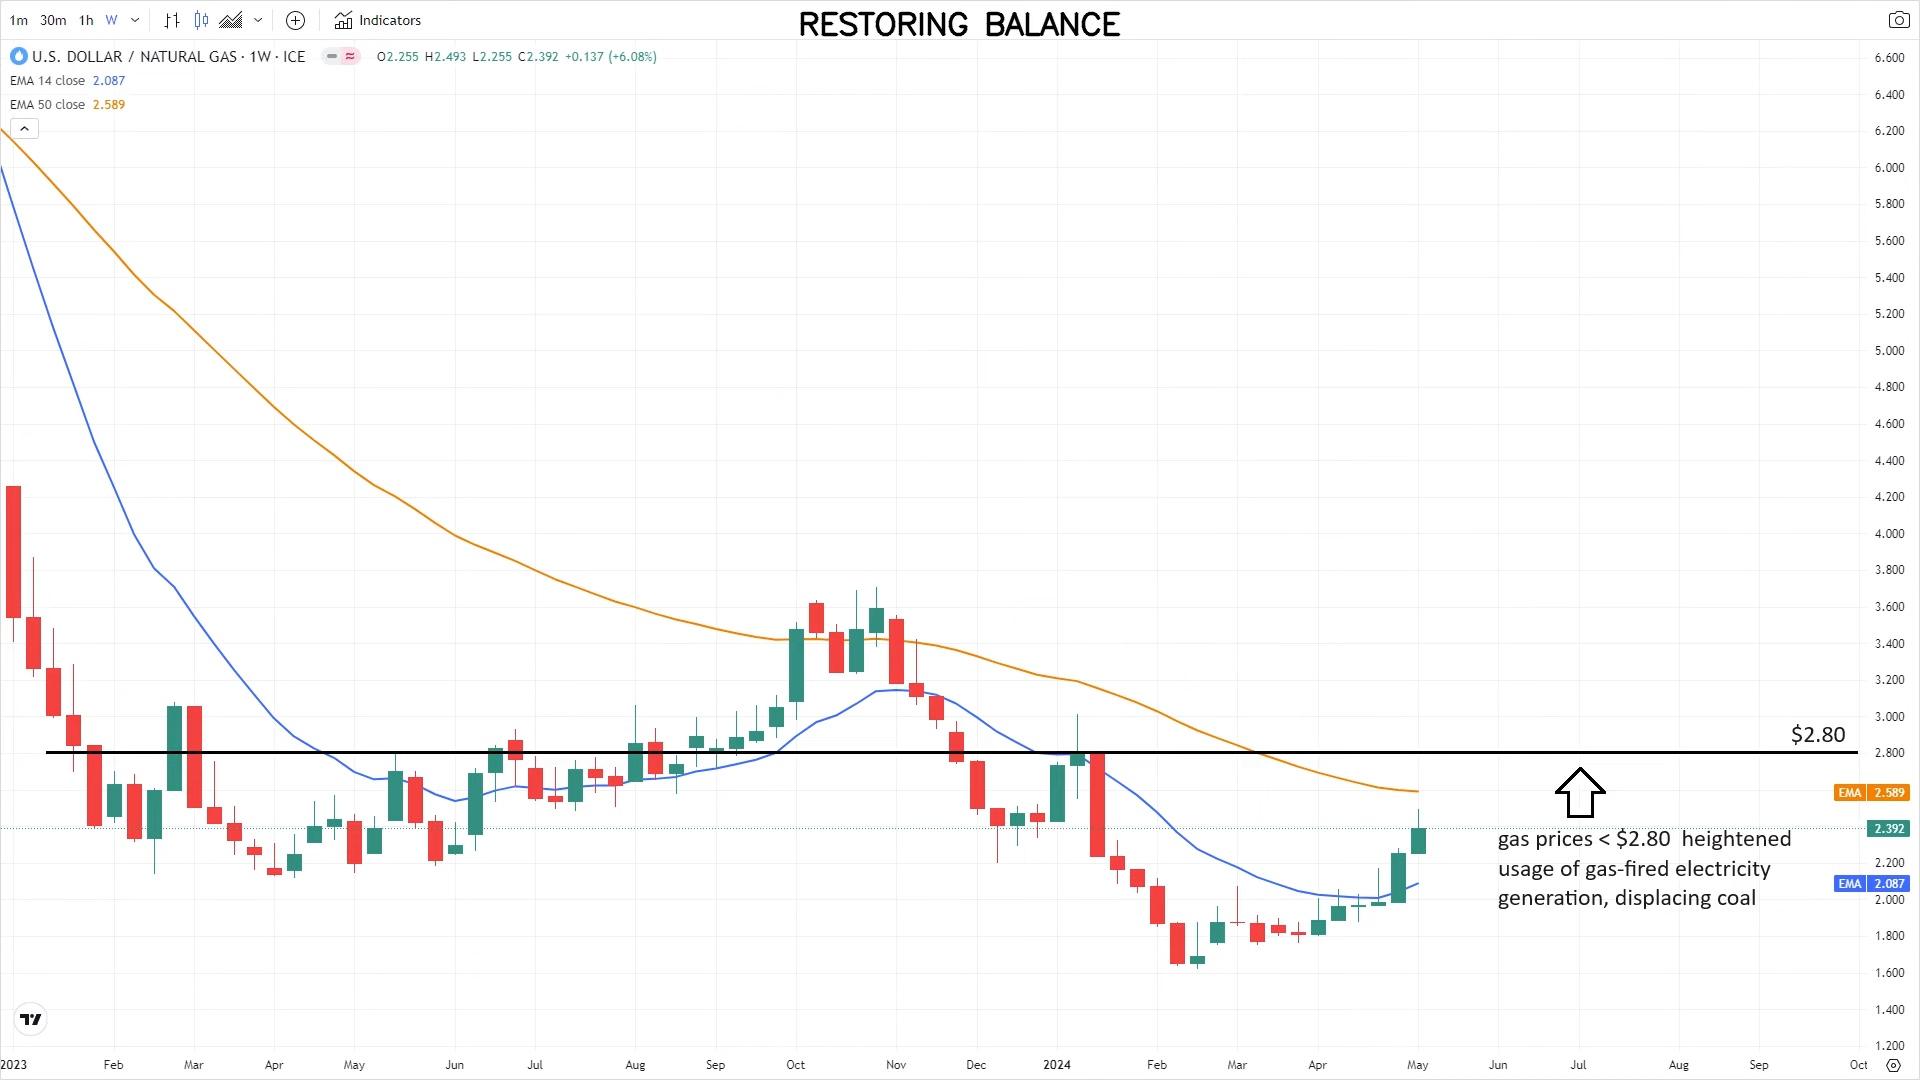 1m 30m 1h W Indicators
RESTORING BALANCE
U.S. DOLLAR / NATURAL GAS · 1W · ICE O2.255 H2.493 L2.255 C2.392 +0.137 (+6.08%)
EMA 14 close 2.087
EMA 50 close 2.589
6.600
6.400
6.200
6.000
5.800
5.600
5.400
5.200
5.000
4.800
4.600
4.400
4.200
4.000
3.800
3.600
3.400
3.200
3.000
$2.80
2.800
EMA 2.589
2.392
gas prices < $2.80 heightened
usage of gas-fired electricity
generation, displacing coal
2.200
EMA 2.087
2.000
1.800
1.600
1.400
1.200
2023 Feb Mar Apr May Jun Jul Aug Sep Oct Nov Dec 2024 Feb Mar Apr May Jun Jul Aug Sep Oct